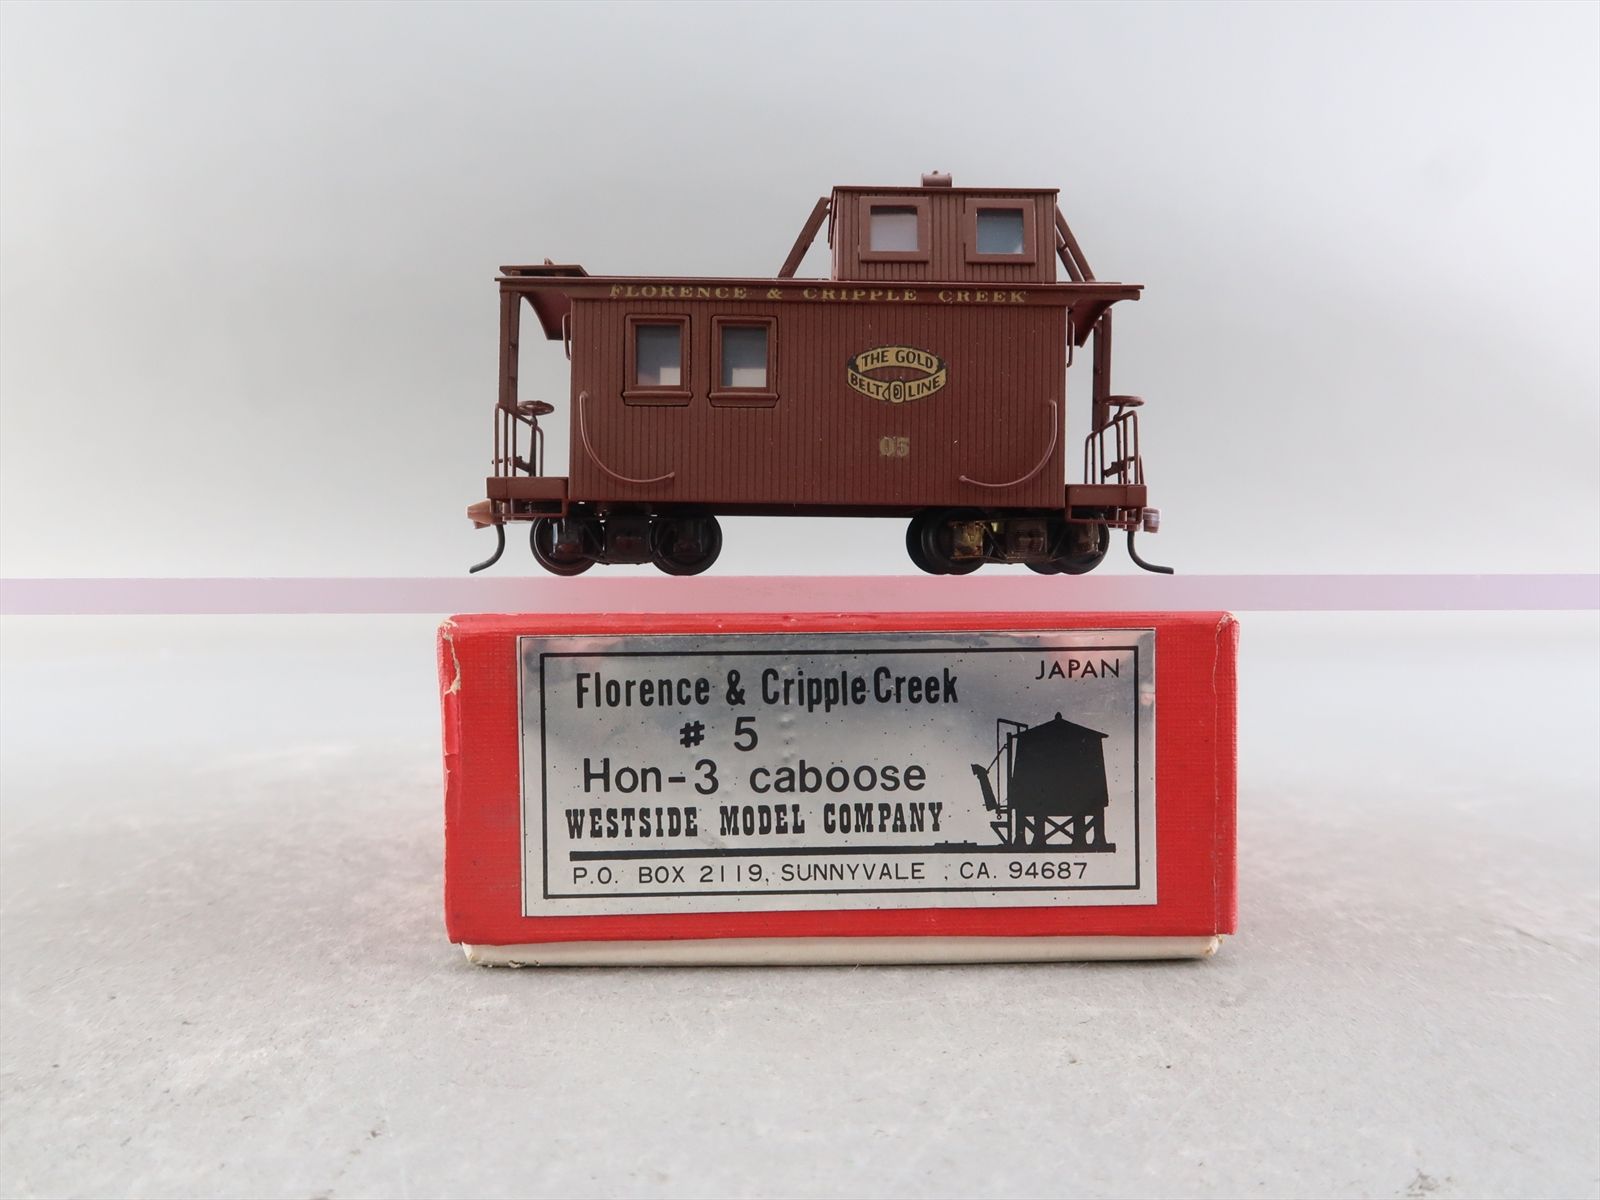 FLORENCE & CRIPPLE CREEK
THE GOLD
BELT LINE
05
Florence & Cripple Creek
JAPAN
# 5
Hon-3 caboose
WESTSIDE MODEL COMPANY
P.O. BOX 2119, SUNNYVALE, CA. 94687